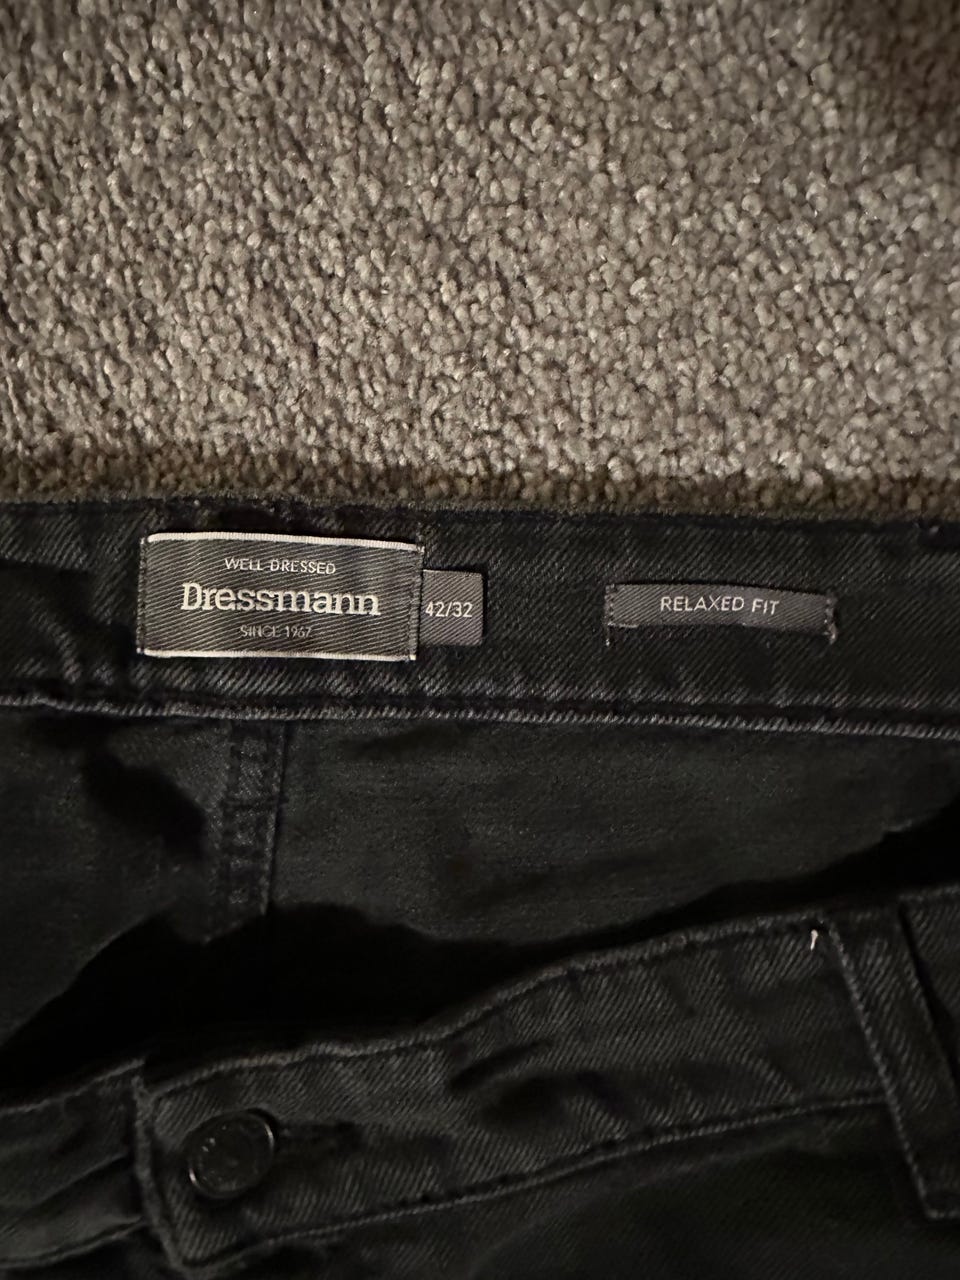 WELL DRESSED
Dressmann
SINCE 1967
42/32
RELAXED FIT